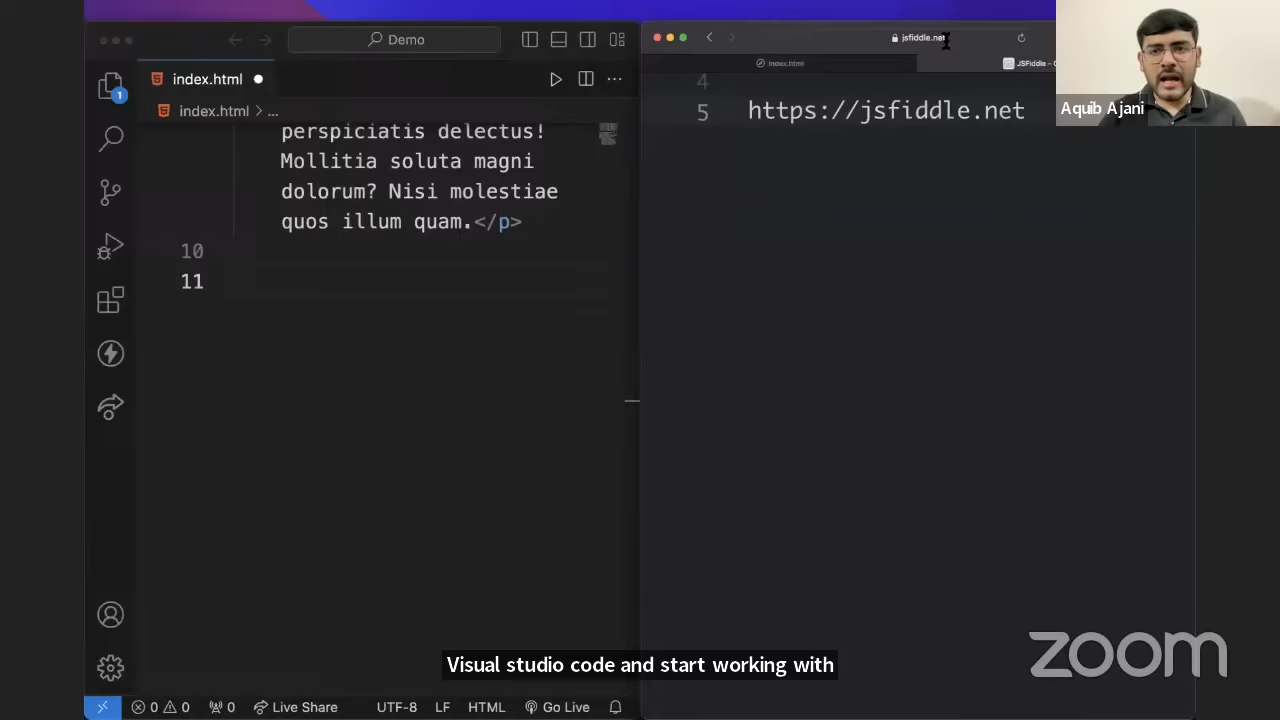 Demo
index.html
index.html > ...
perspiciatis delectus!
Mollitia soluta magni
dolorum? Nisi molestiae
quos illum quam.</p>
10
11
1
0 0 0 Live Share UTF-8 LF HTML Go Live
jsfiddle.net
index.html
JSFiddle - C
4
5 https://jsfiddle.net
Aquib Ajani
Visual studio code and start working with
zoom